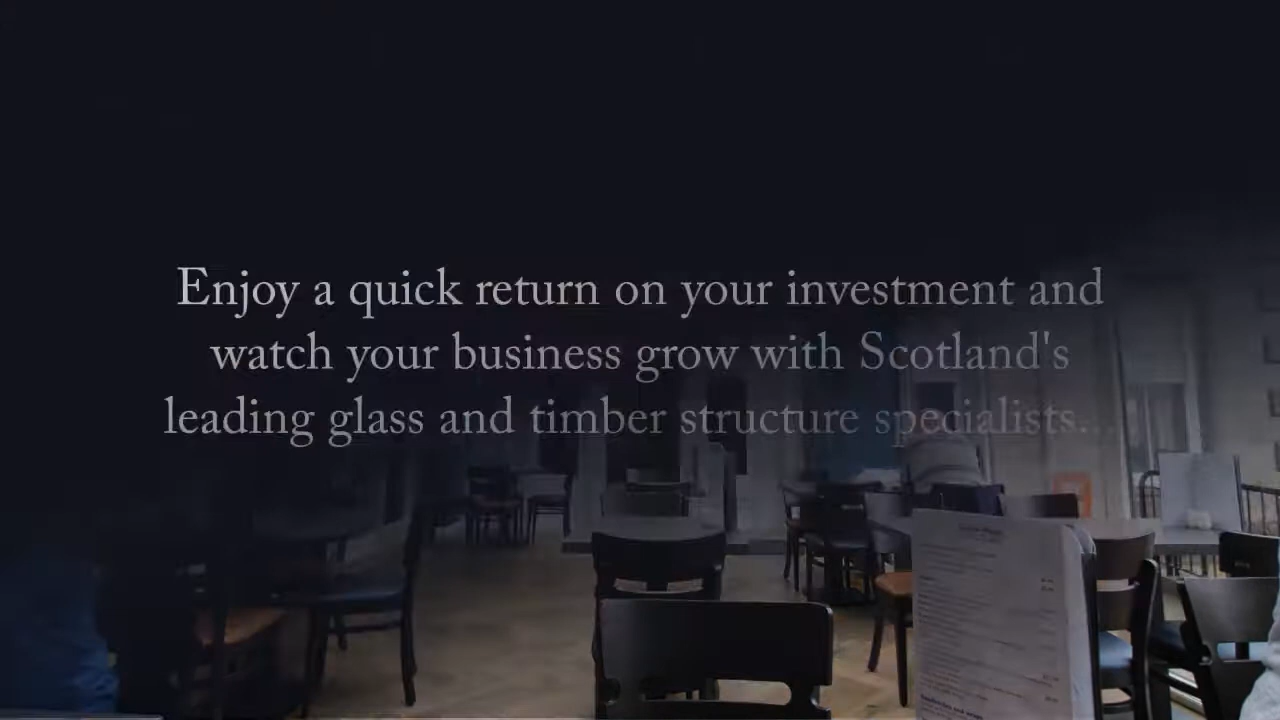 Enjoy a quick return on your investment and
watch your business grow with Scotland's
leading glass and timber structure specialists...